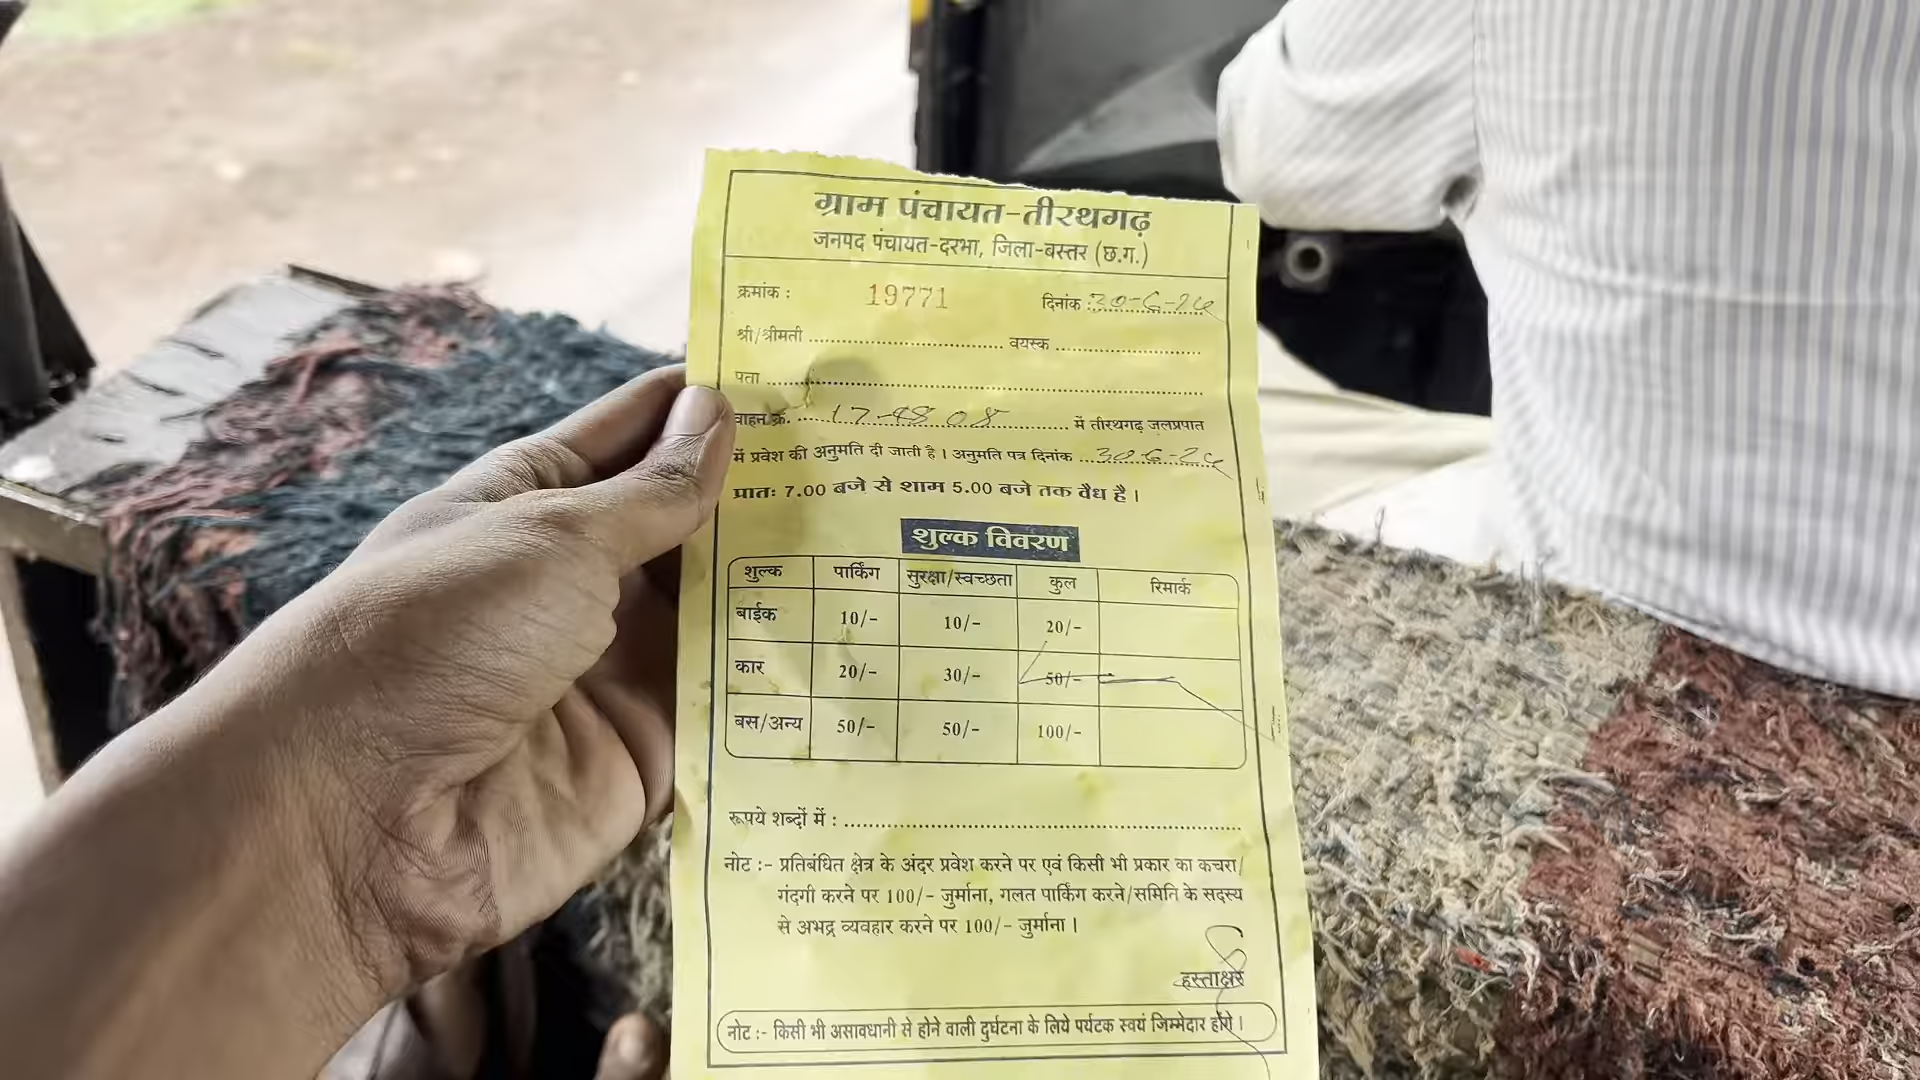 ग्राम पंचायत-तीरथगढ़
जनपद पंचायत-दरभा, जिला-बस्तर (छ.ग.)
क्रमांक : 19771 दिनांक : 30-6-24
श्री/श्रीमती ........................................ वयस्क ..............................
पता ..........................................................................................
वाहन क्र. .... 17- 08 .............. में तीरथगढ़ जलप्रपात
में प्रवेश की अनुमति दी जाती है । अनुमति पत्र दिनांक ...30-6-24
प्रातः 7.00 बजे से शाम 5.00 बजे तक वैध है ।
शुल्क विवरण
शुल्क पार्किंग सुरक्षा/स्वच्छता कुल रिमार्क
बाईक 10/- 10/- 20/-
कार 20/- 30/- 50/-
बस/अन्य 50/- 50/- 100/-
रूपये शब्दों में : ................................................................................
नोट :- प्रतिबंधित क्षेत्र के अंदर प्रवेश करने पर एवं किसी भी प्रकार का कचरा/
गंदगी करने पर 100/- जुर्माना, गलत पार्किंग करने/समिति के सदस्य
से अभद्र व्यवहार करने पर 100/- जुर्माना ।
हस्ताक्षर
नोट :- किसी भी असावधानी से होने वाली दुर्घटना के लिये पर्यटक स्वयं जिम्मेदार होंगे ।